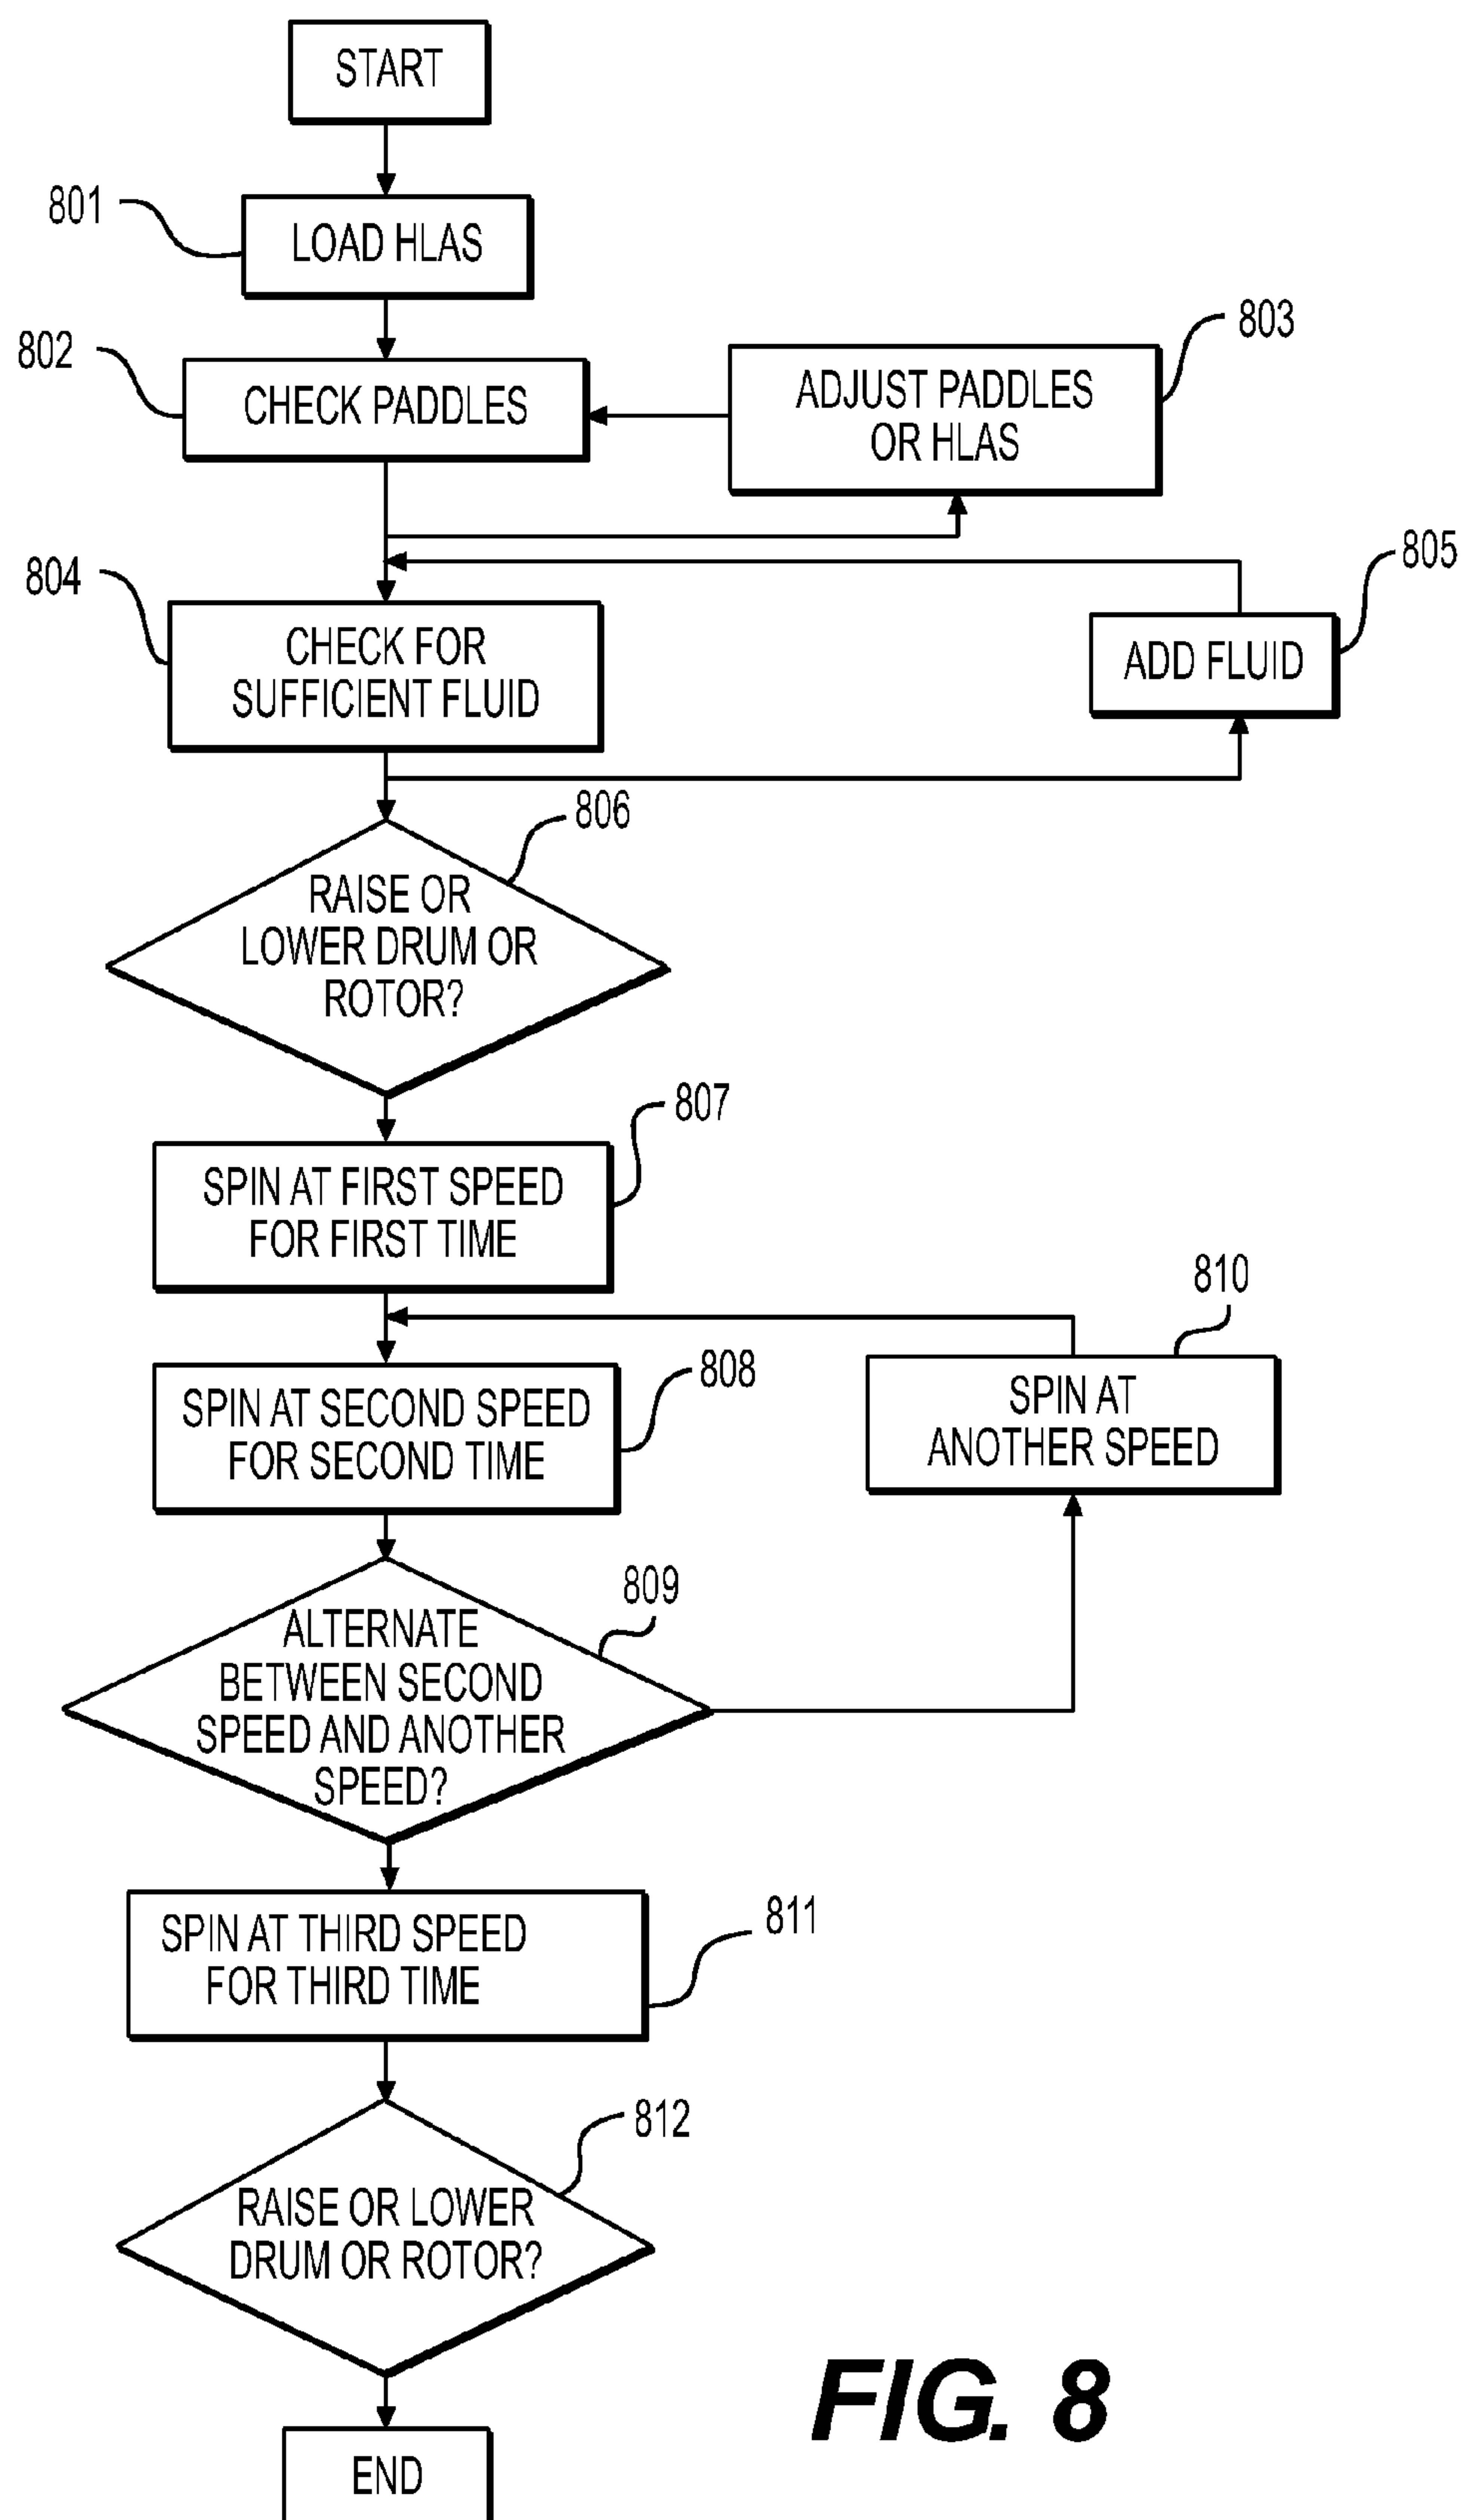 START
801
LOAD HLAS
802
CHECK PADDLES
803
ADJUST PADDLES
OR HLAS
804
CHECK FOR
SUFFICIENT FLUID
805
ADD FLUID
806
RAISE OR
LOWER DRUM OR
ROTOR?
807
SPIN AT FIRST SPEED
FOR FIRST TIME
808
SPIN AT SECOND SPEED
FOR SECOND TIME
810
SPIN AT
ANOTHER SPEED
809
ALTERNATE
BETWEEN SECOND
SPEED AND ANOTHER
SPEED?
811
SPIN AT THIRD SPEED
FOR THIRD TIME
812
RAISE OR LOWER
DRUM OR ROTOR?
END
FIG. 8